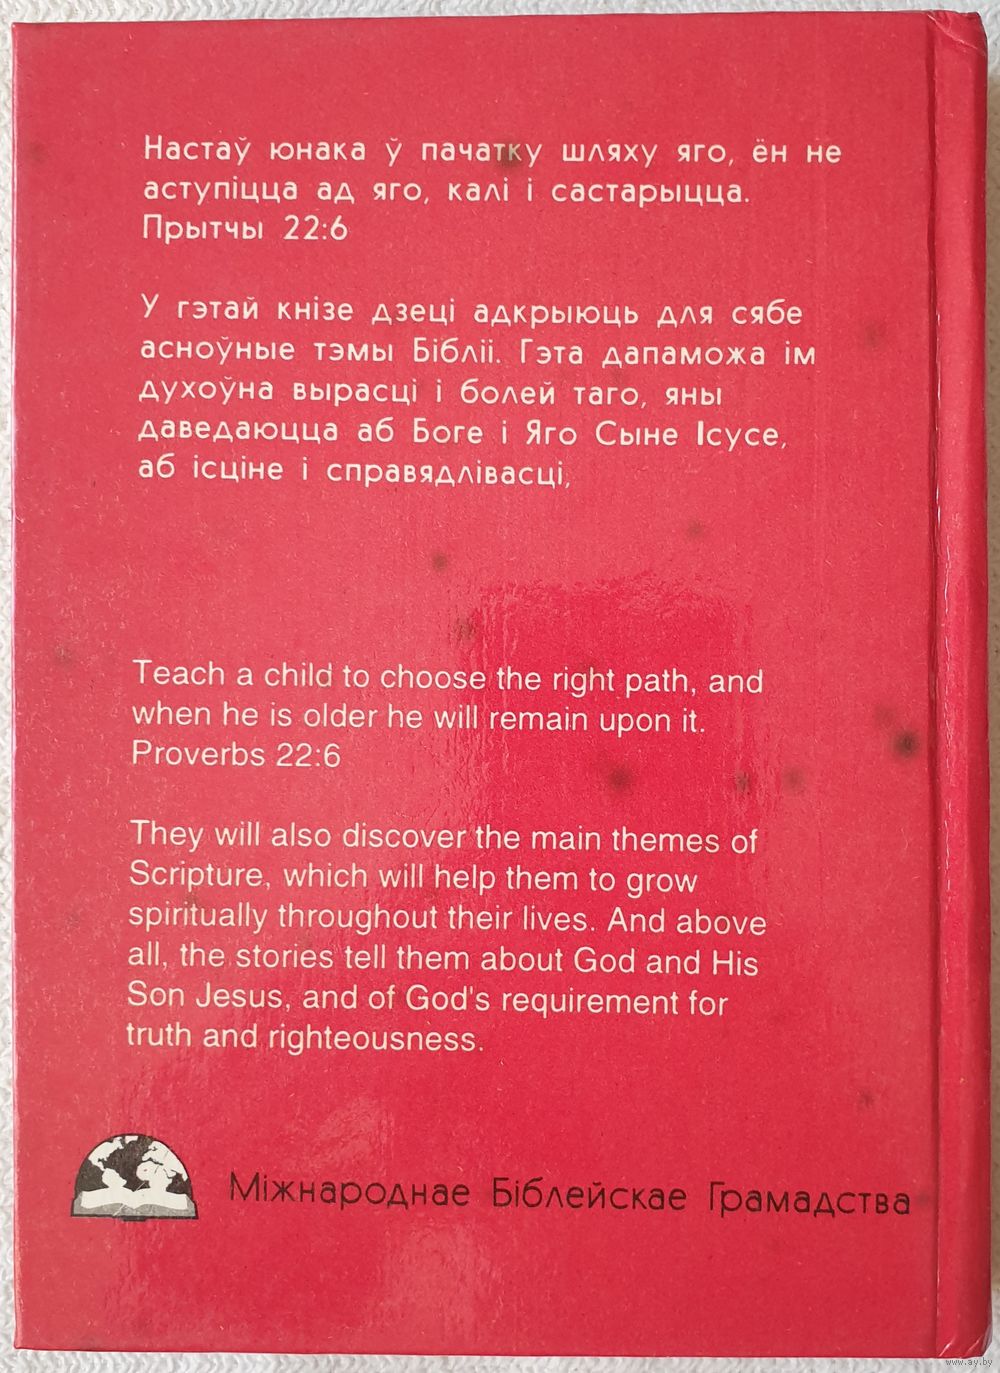 Настаў юнака ў пачатку шляху яго, ён не
аступіцца ад яго, калі і састарыцца.
Прытчы 22:6
У гэтай кнізе дзеці адкрыюць для сябе
асноўные тэмы Бібліі. Гэта дапаможа ім
духоўна вырасці і болей таго, яны
даведаюцца аб Боге і Яго Сыне Ісусе,
аб ісціне і справядлівасці,
Teach a child to choose the right path, and
when he is older he will remain upon it.
Proverbs 22:6
They will also discover the main themes of
Scripture, which will help them to grow
spiritually throughout their lives. And above
all, the stories tell them about God and His
Son Jesus, and of God's requirement for
truth and righteousness.
Міжнароднае Біблейскае Грамадства
www.ay.by